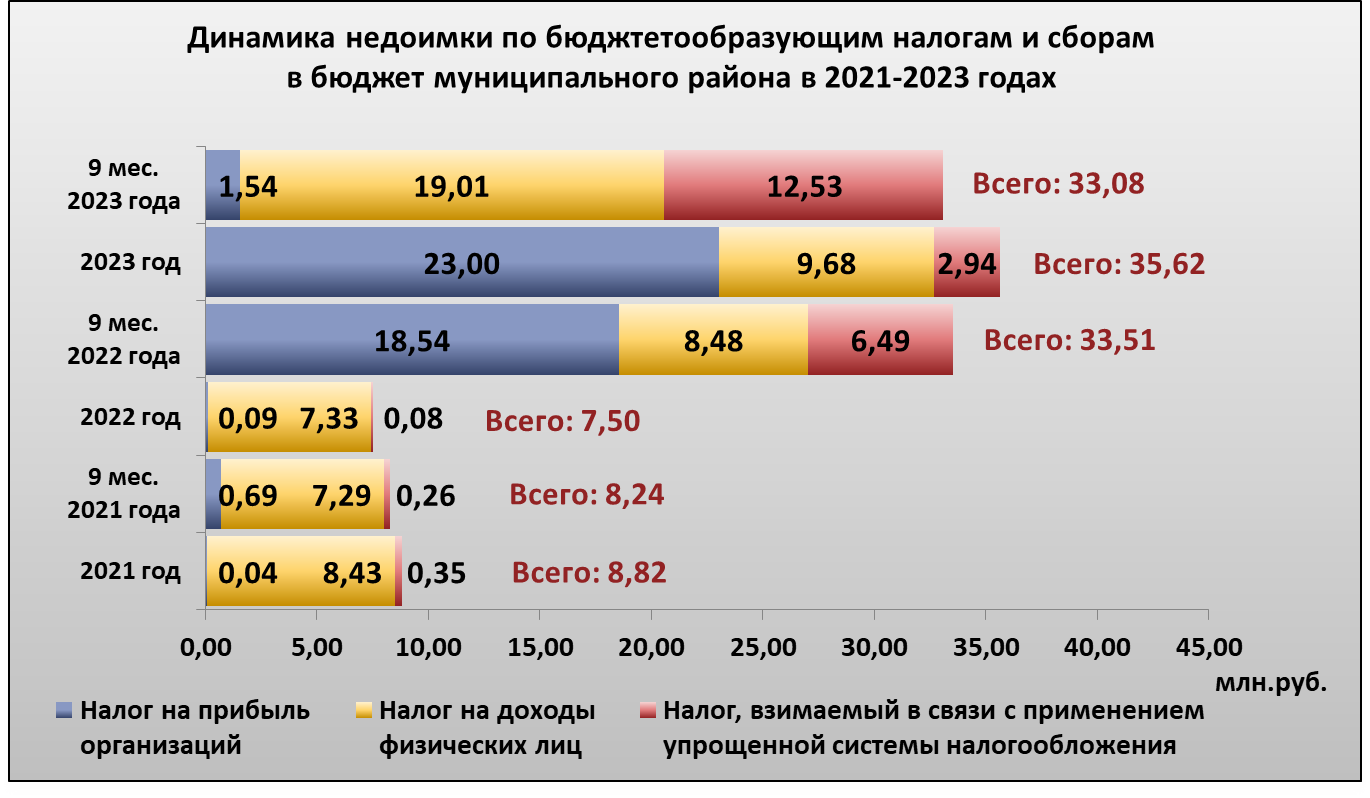 Динамика недоимки по бюджтетообразующим налогам и сборам
в бюджет муниципального района в 2021-2023 годах
9 мес.
2023 года
1,54 19,01 12,53 Всего: 33,08
2023 год 23,00 9,68 2,94 Всего: 35,62
9 мес.
2022 года
18,54 8,48 6,49 Всего: 33,51
2022 год 0,09 7,33 0,08 Всего: 7,50
9 мес.
2021 года
0,69 7,29 0,26 Всего: 8,24
2021 год 0,04 8,43 0,35 Всего: 8,82
0,00 5,00 10,00 15,00 20,00 25,00 30,00 35,00 40,00 45,00
млн.руб.
Налог на прибыль
организаций
Налог на доходы
физических лиц
Налог, взимаемый в связи с применением
упрощенной системы налогообложения